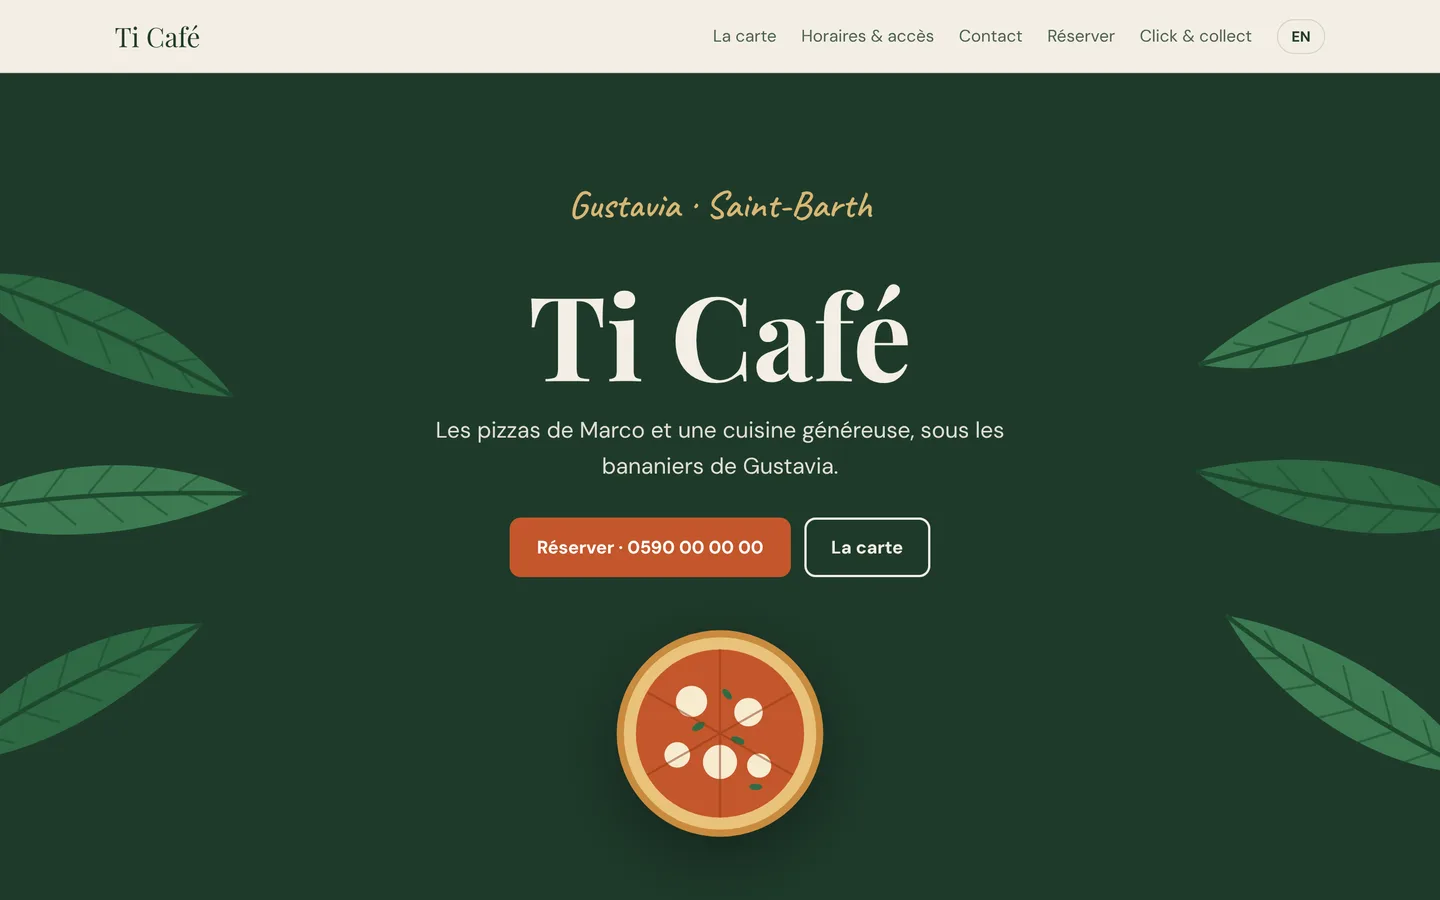 Ti Café
La carte
Horaires & accès
Contact
Réserver
Click & collect
EN
Gustavia · Saint-Barth
Ti Café
Les pizzas de Marco et une cuisine généreuse, sous les
bananiers de Gustavia.
Réserver · 0590 00 00 00
La carte